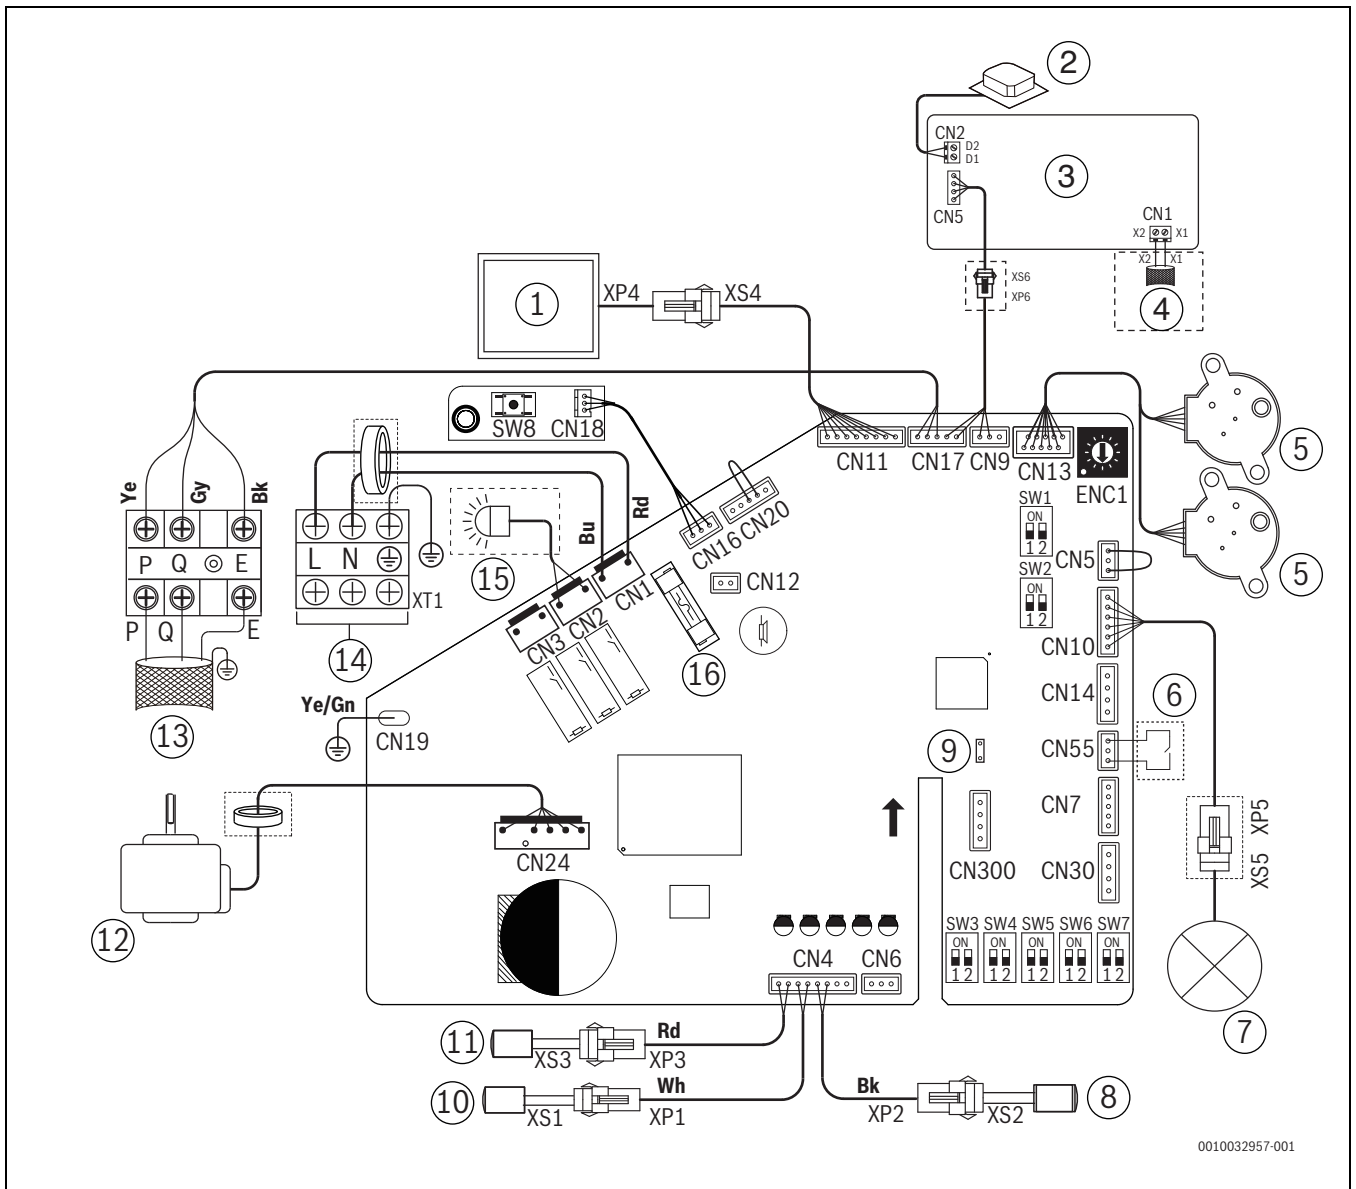 2
CN2
D2
D1
3
CN5
CN1
X2 X1
X2 X1
4
XS6
XP6
1
XP4 XS4
SW8 CN18
CN11 CN17 CN9 CN13 ENC1
5
5
Ye Gy Bk
P Q E
P Q E
13
L N
XT1
14
15
Bu Rd
CN16 CN20
CN1
CN2
CN3
CN12
16
SW1
ON
1 2
SW2
ON
1 2
CN5
CN10
CN14
6
CN55
CN7
CN30
9
CN300
Ye/Gn
CN19
12
CN24
XP5
XS5
7
SW3 SW4 SW5 SW6 SW7
ON ON ON ON ON
1 2 1 2 1 2 1 2 1 2
CN4 CN6
11
XS3
Rd
XP3
10
XS1
Wh
XP1
Bk
XP2 XS2
8
0010032957-001